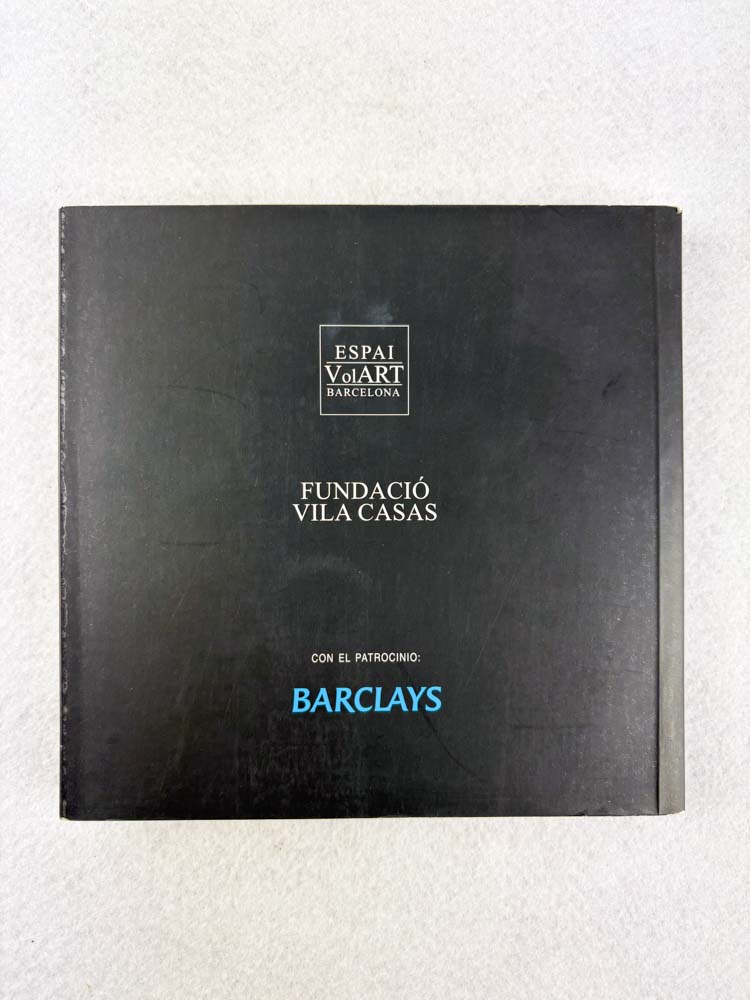 ESPAI
VolART
BARCELONA
FUNDACIÓ
VILA CASAS
CON EL PATROCINIO:
BARCLAYS